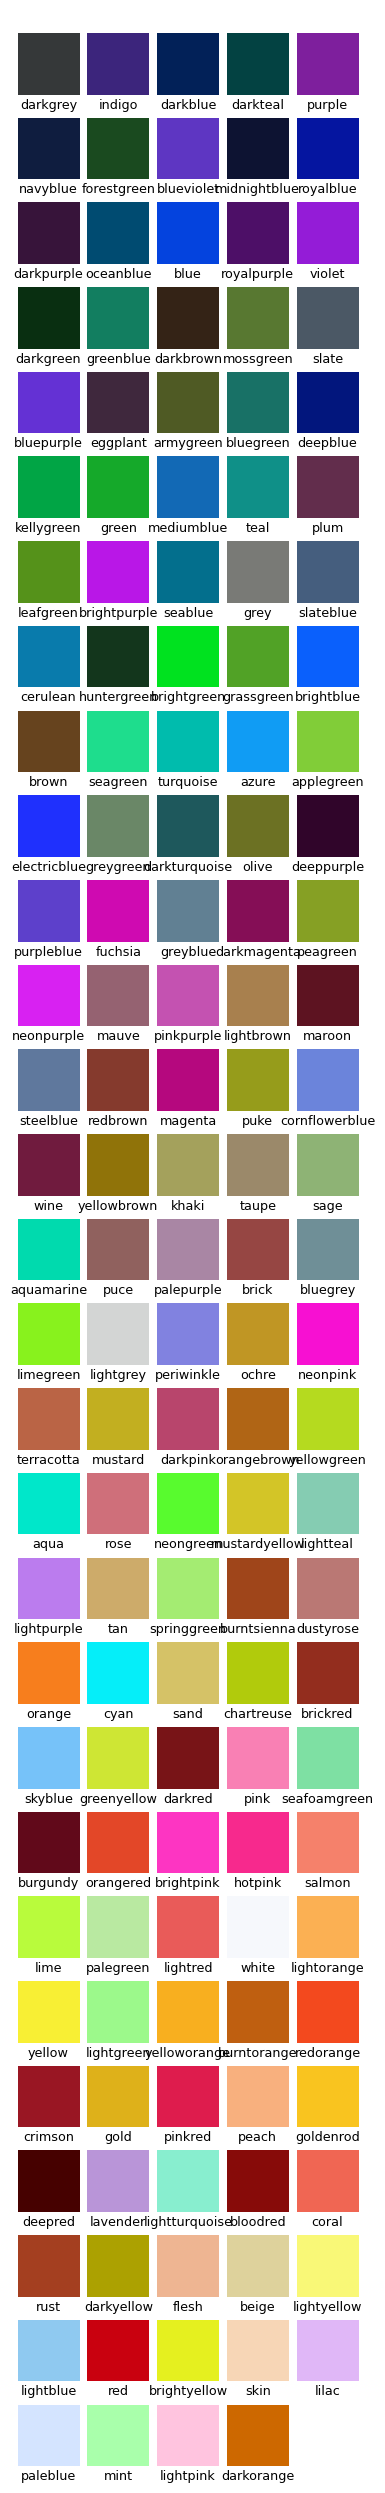 darkgrey indigo darkblue darkteal purple
navyblue forestgreen blueviolet midnightblue royalblue
darkpurple oceanblue blue royalpurple violet
darkgreen greenblue darkbrown mossgreen slate
bluepurple eggplant armygreen bluegreen deepblue
kellygreen green mediumblue teal plum
leafgreen brightpurple seablue grey slateblue
cerulean huntergreen brightgreen grassgreen brightblue
brown seagreen turquoise azure applegreen
electricblue greygreen darkturquoise olive deeppurple
purpleblue fuchsia greyblue darkmagenta peagreen
neonpurple mauve pinkpurple lightbrown maroon
steelblue redbrown magenta puke cornflowerblue
wine yellowbrown khaki taupe sage
aquamarine puce palepurple brick bluegrey
limegreen lightgrey periwinkle ochre neonpink
terracotta mustard darkpink orangebrown yellowgreen
aqua rose neongreen mustardyellow lightteal
lightpurple tan springgreen burntsienna dustyrose
orange cyan sand chartreuse brickred
skyblue greenyellow darkred pink seafoamgreen
burgundy orangered brightpink hotpink salmon
lime palegreen lightred white lightorange
yellow lightgreen yelloworange burntorange redorange
crimson gold pinkred peach goldenrod
deepred lavender lightturquoise bloodred coral
rust darkyellow flesh beige lightyellow
lightblue red brightyellow skin lilac
paleblue mint lightpink darkorange